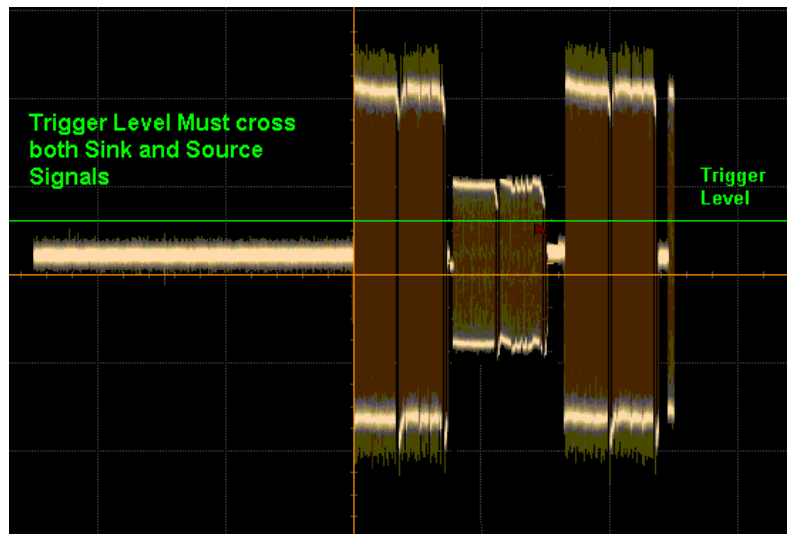 Trigger Level Must cross
both Sink and Source
Signals
Trigger
Level